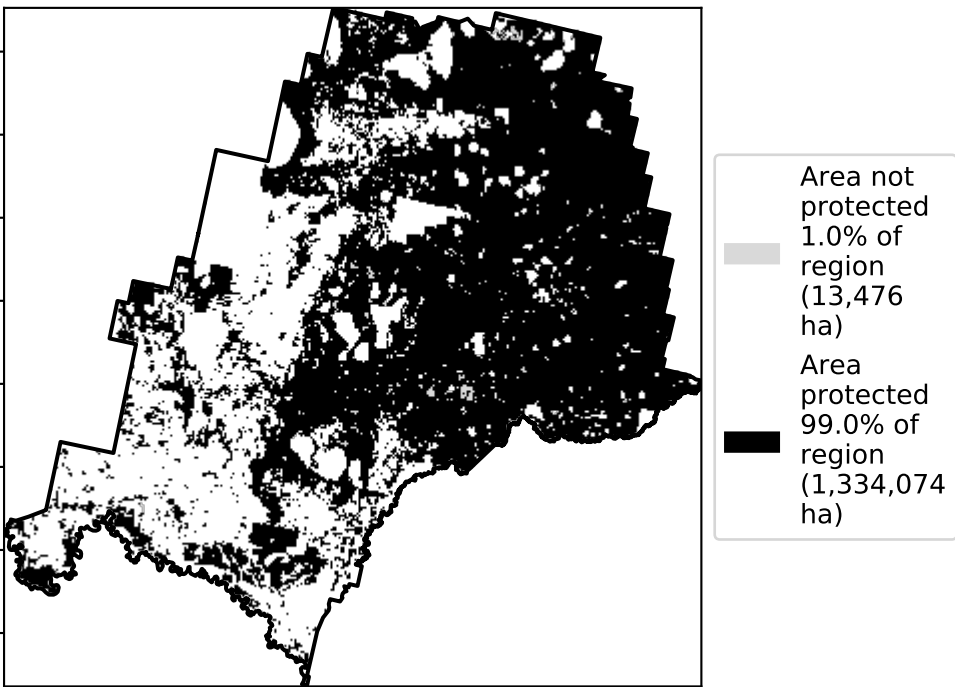 Area not
protected
1.0% of
region
(13,476
ha)
Area
protected
99.0% of
region
(1,334,074
ha)